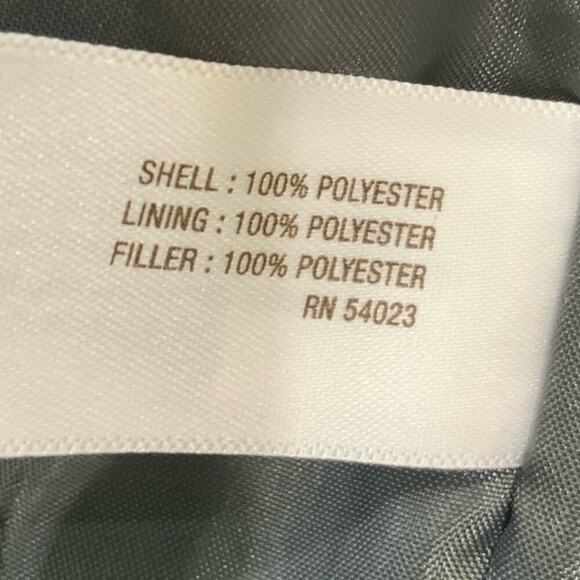 SHELL : 100% POLYESTER
LINING : 100% POLYESTER
FILLER : 100% POLYESTER
RN 54023